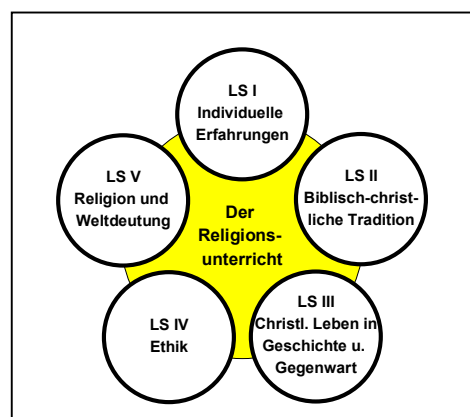 LS I
Individuelle
Erfahrungen
LS II
Biblisch-christ-
liche Tradition
LS III
Christl. Leben in
Geschichte u.
Gegenwart
LS IV
Ethik
LS V
Religion und
Weltdeutung
Der
Religions-
unterricht